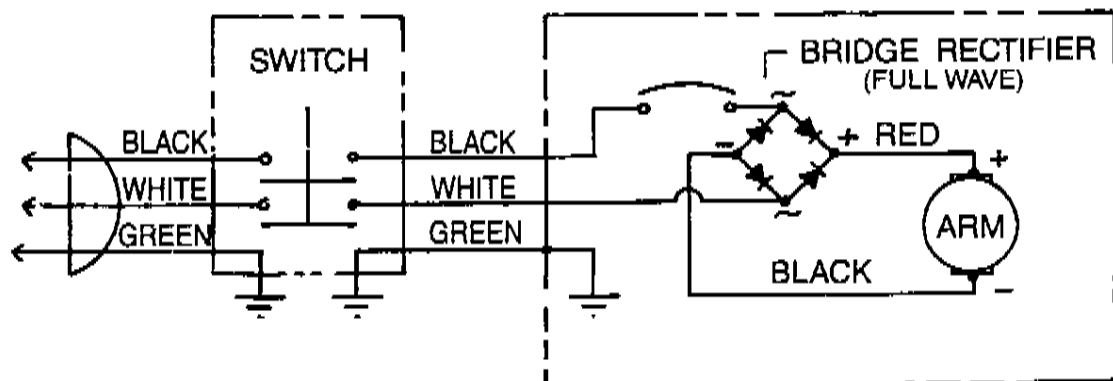 SWITCH
BRIDGE RECTIFIER
(FULL WAVE)
~
BLACK
BLACK
- + RED
+
WHITE
WHITE
~
ARM
GREEN
GREEN
BLACK
-